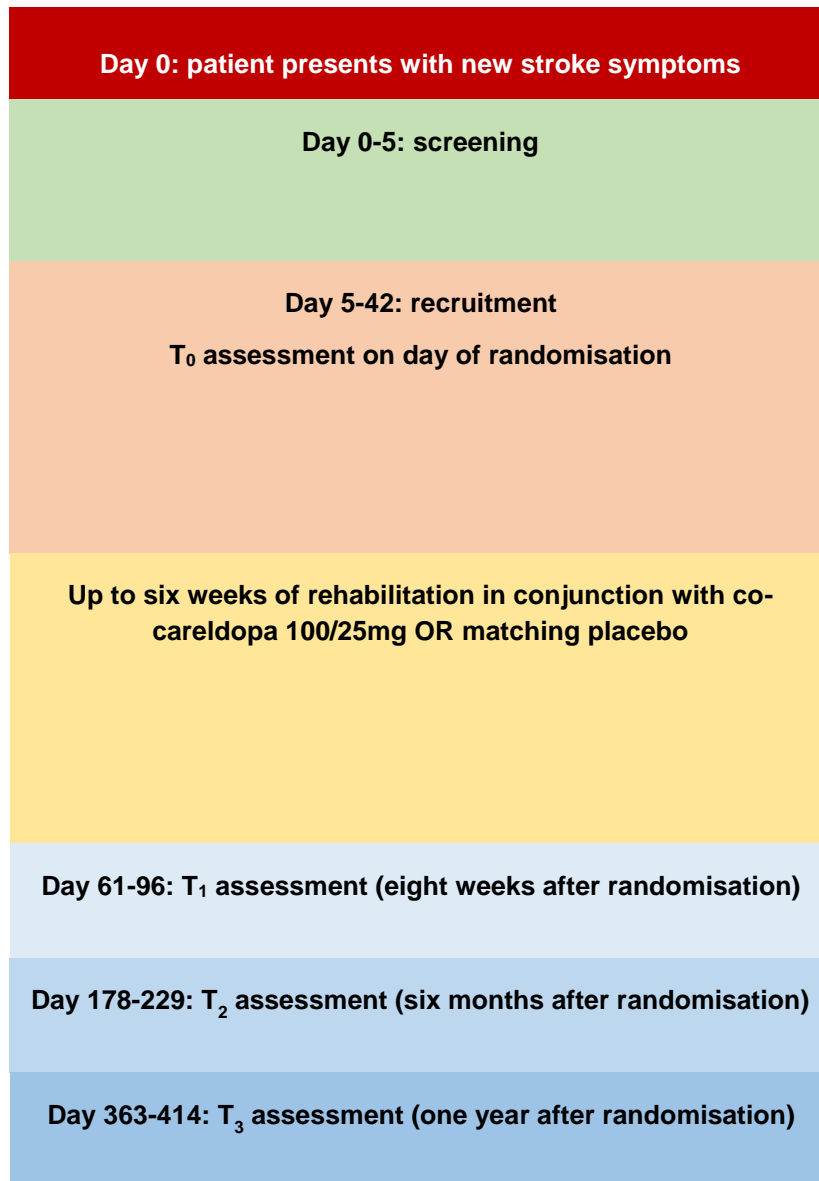 Day 0: patient presents with new stroke symptoms
Day 0-5: screening
Day 5-42: recruitment
T₀ assessment on day of randomisation
Up to six weeks of rehabilitation in conjunction with co-
careldopa 100/25mg OR matching placebo
Day 61-96: T₁ assessment (eight weeks after randomisation)
Day 178-229: T₂ assessment (six months after randomisation)
Day 363-414: T₃ assessment (one year after randomisation)